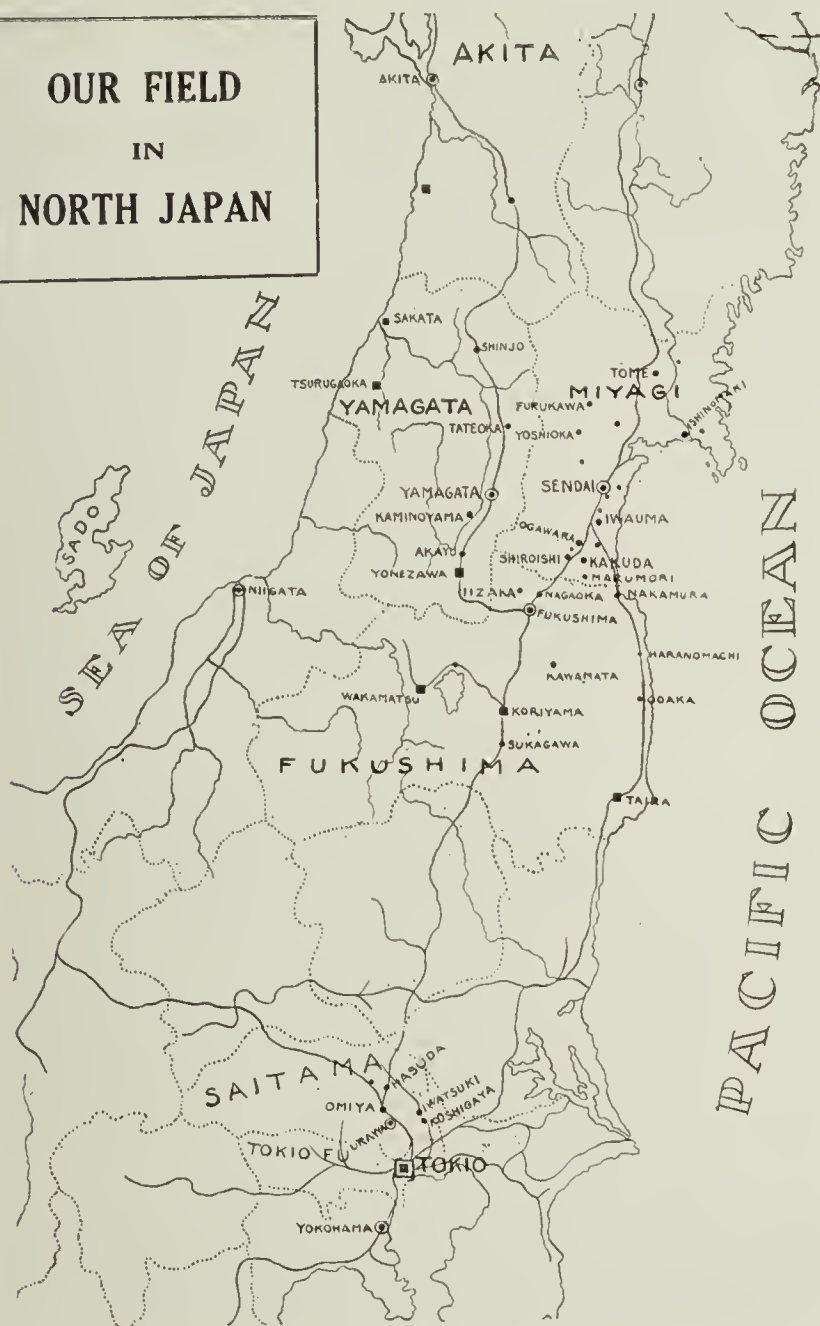 OUR FIELD
IN
NORTH JAPAN
AKITA
AKITA
SAKATA
SHINJO
TSURUGAOKA
TOME
MIYAGI
YAMAGATA
FURUKAWA
ISHINOMAKI
TATEOKA
YOSHIOKA
SEA OF JAPAN
SADO
YAMAGATA
SENDAI
KAMINOYAMA
IWAUMA
OGAWARA
AKAYU
SHIROISHI
KAKUDA
YONEZAWA
MARUMORI
NIIGATA
IIZAKA
NAGAOKA
NAKAMURA
FUKUSHIMA
HARANOMACHI
KAWAMATA
WAKAMATSU
ODAKA
KORIYAMA
SUKAGAWA
FUKUSHIMA
TAIRA
PACIFIC OCEAN
SAITAMA
HASUDA
OMIYA
IWATSUKI
KOSHIGAYA
URAWA
TOKIO FU
TOKIO
YOKOHAMA